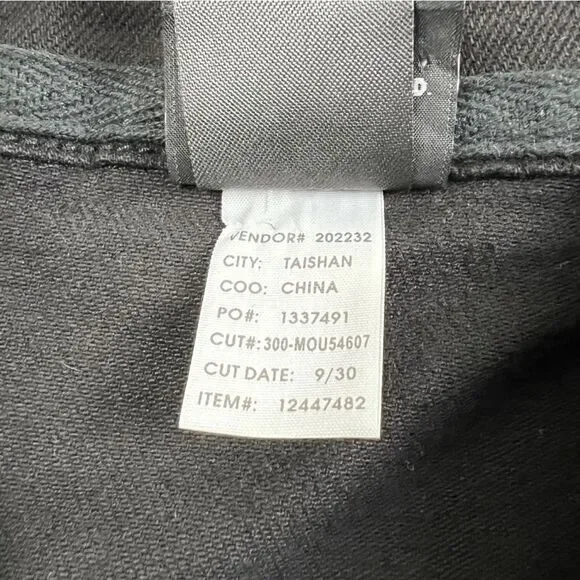 VENDOR# 202232
CITY: TAISHAN
COO: CHINA
PO#: 1337491
CUT#:300-MOU54607
CUT DATE: 9/30
ITEM#: 12447482